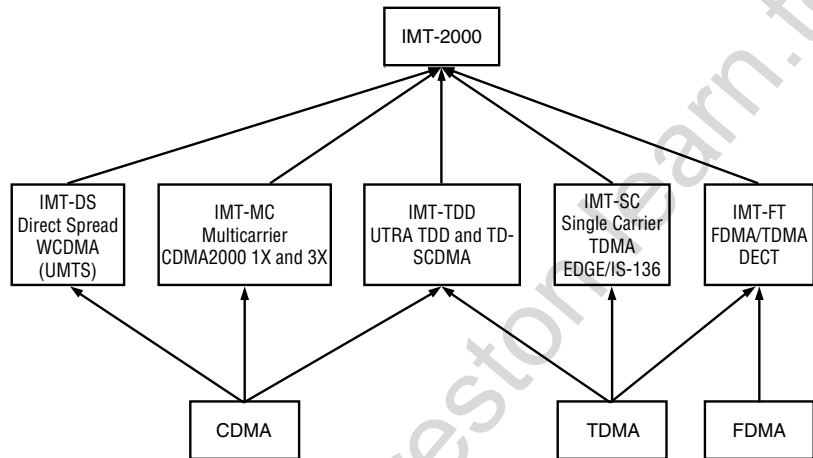 IMT-2000
IMT-DS
Direct Spread
WCDMA
(UMTS)
IMT-MC
Multicarrier
CDMA2000 1X and 3X
IMT-TDD
UTRA TDD and TD-
SCDMA
IMT-SC
Single Carrier
TDMA
EDGE/IS-136
IMT-FT
FDMA/TDMA
DECT
CDMA
TDMA
FDMA
eston learn.t